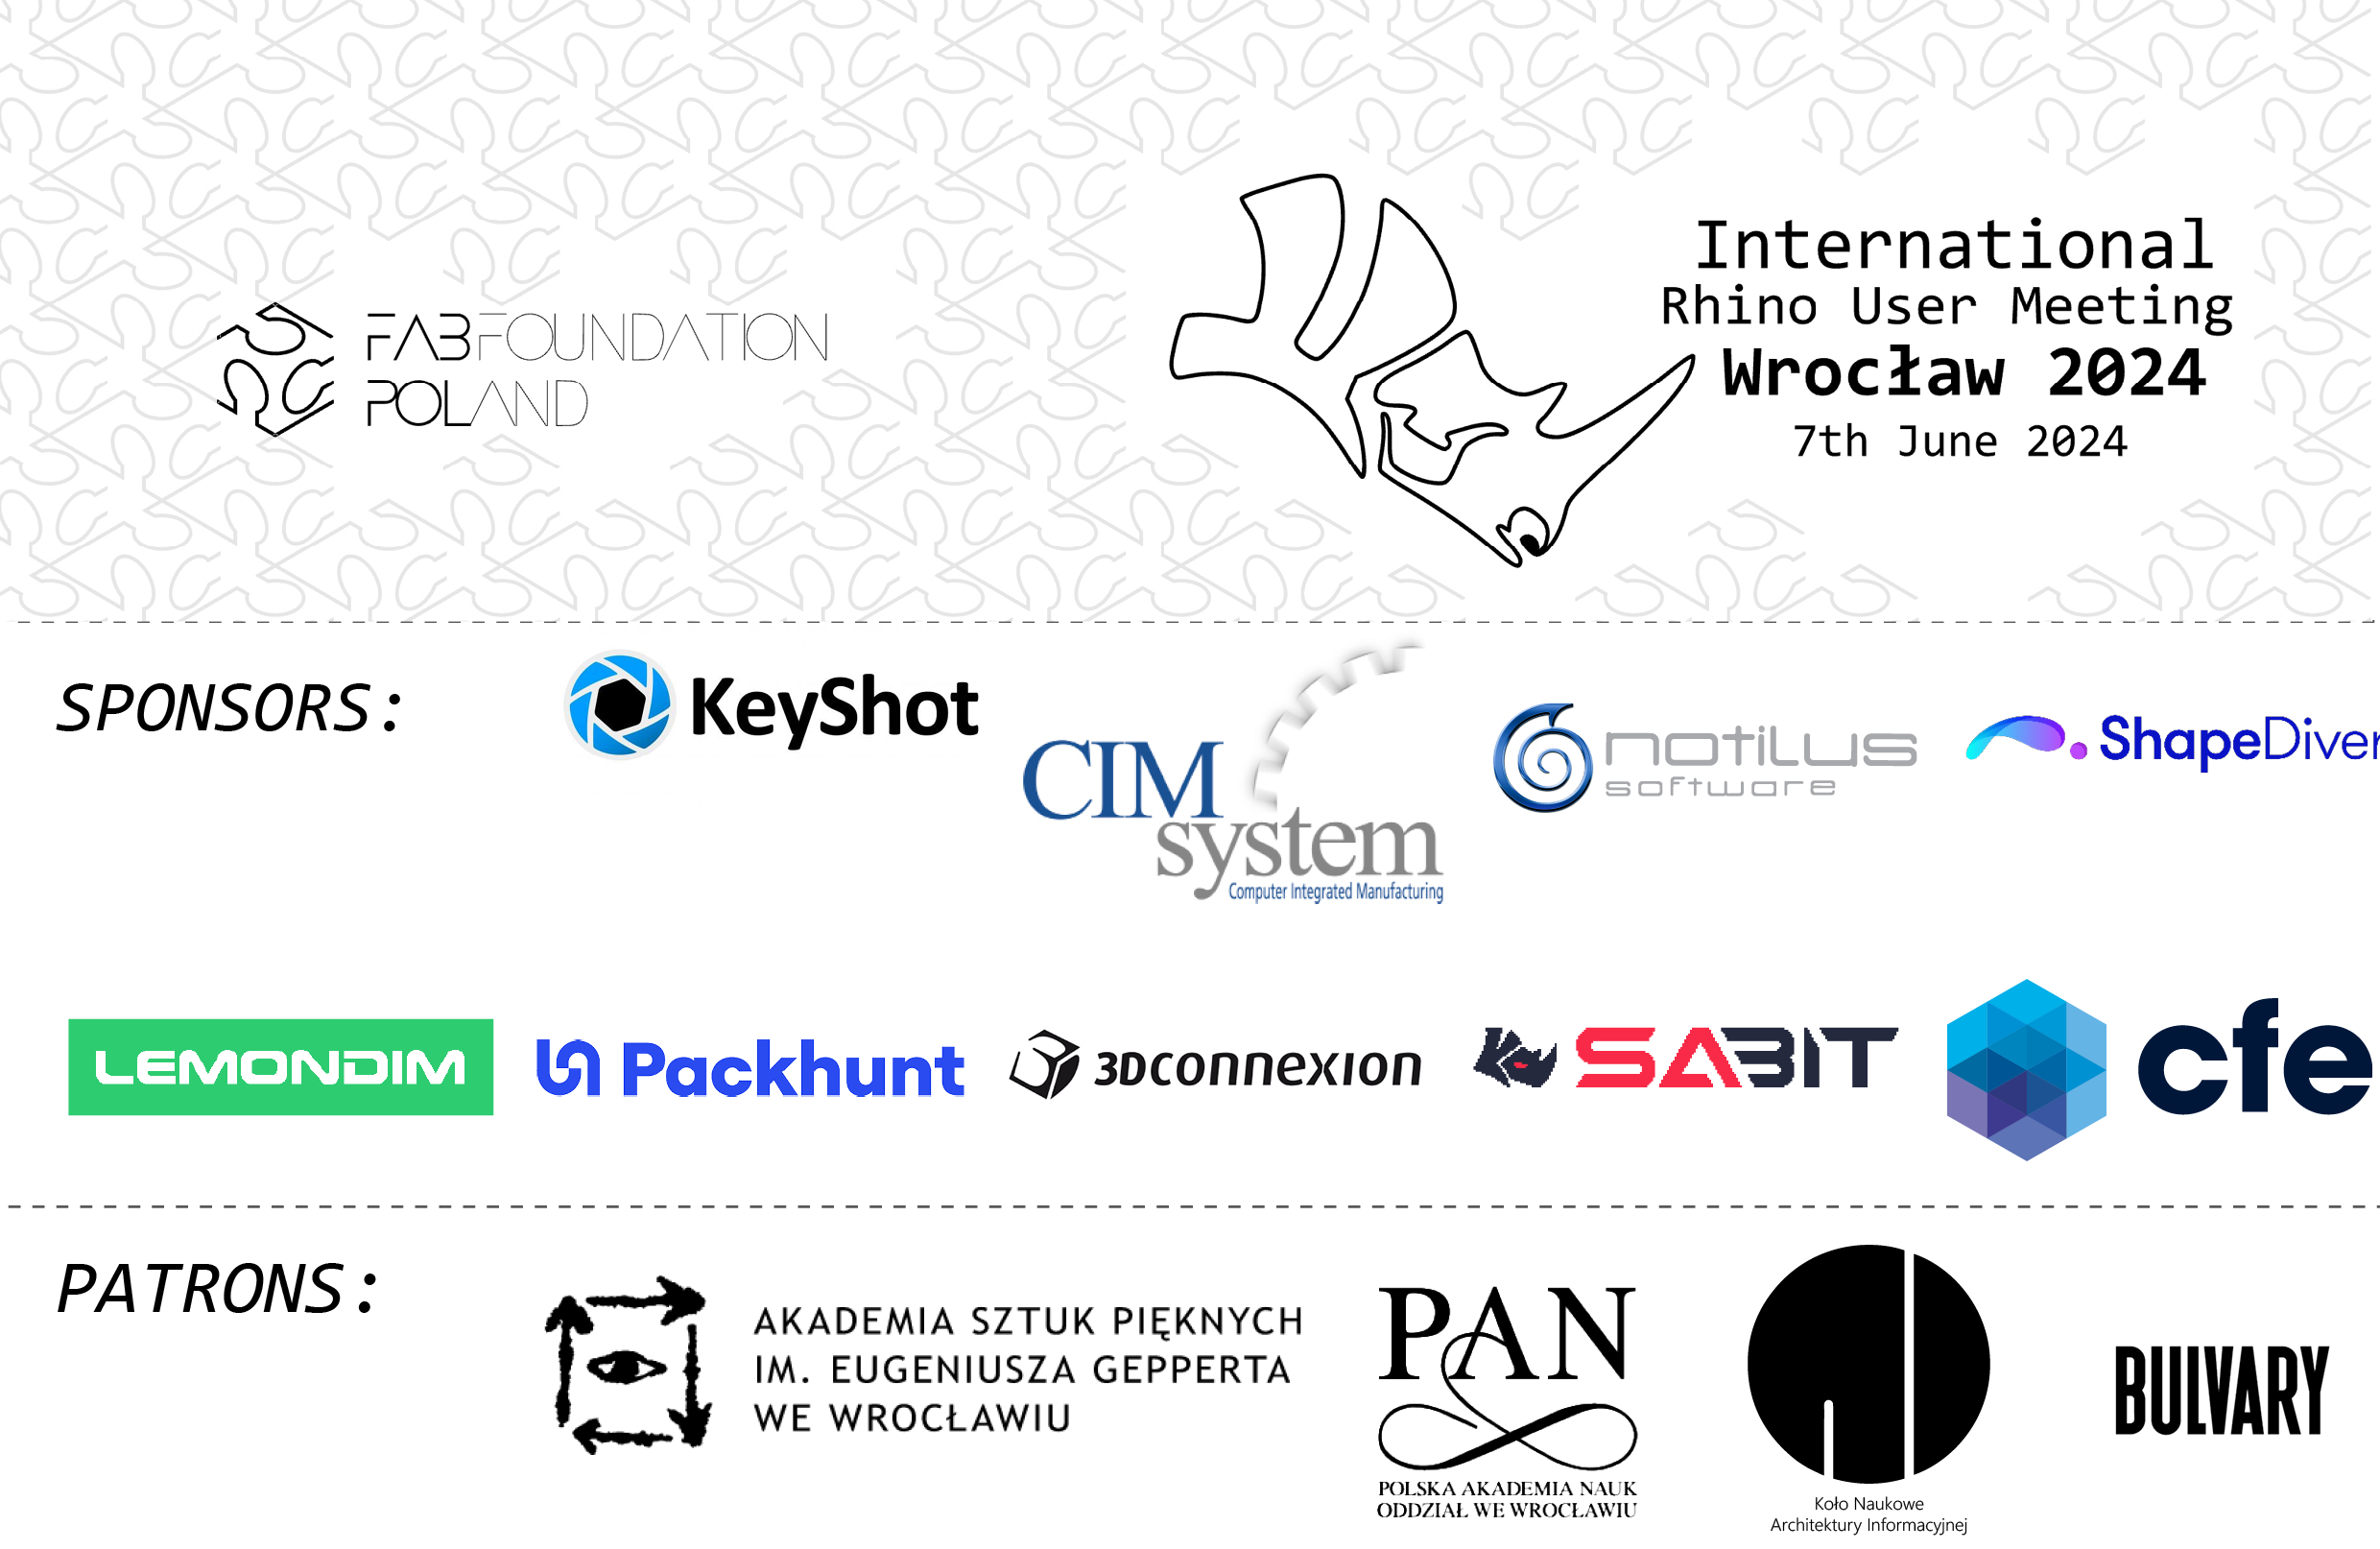 FABFOUNDATION
POLAND
International
Rhino User Meeting
Wrocław 2024
7th June 2024
SPONSORS:
KeyShot
CIM
system
Computer Integrated Manufacturing
notilus
software
ShapeDiver
LEMONDIM
Packhunt
3Dconnexion
SABIT
cfe
PATRONS:
AKADEMIA SZTUK PIĘKNYCH
IM. EUGENIUSZA GEPPERTA
WE WROCŁAWIU
PAN
POLSKA AKADEMIA NAUK
ODDZIAŁ WE WROCŁAWIU
Koło Naukowe
Architektury Informacyjnej
BULVARY